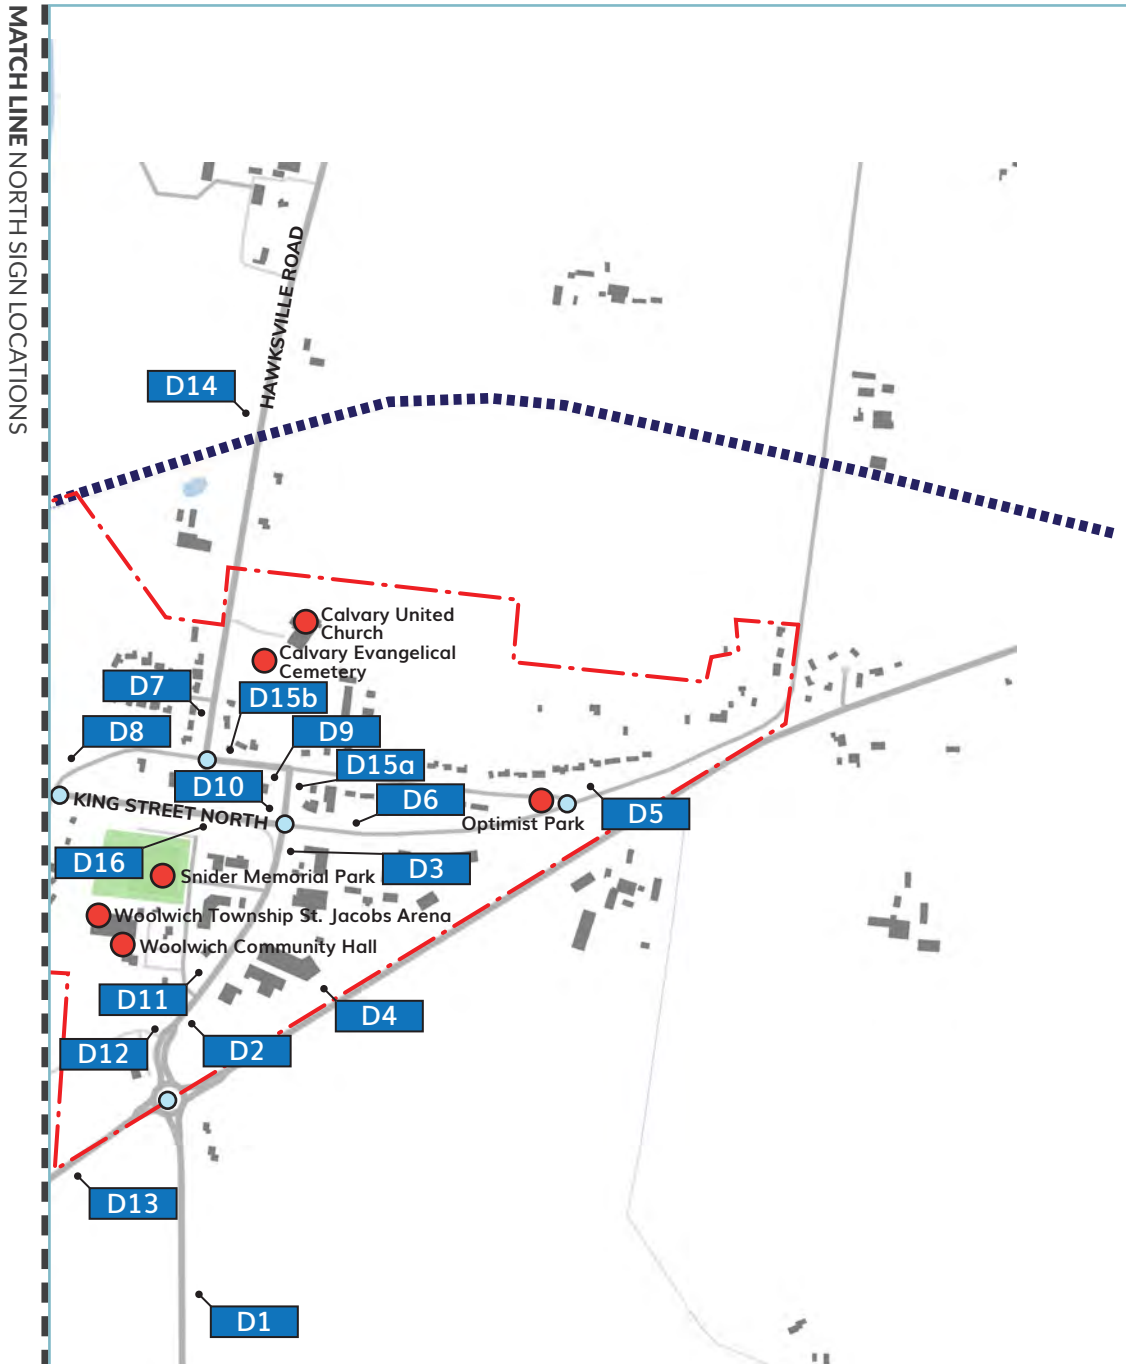 MATCH LINE NORTH SIGN LOCATIONS
HAWKSVILLE ROAD
D14
Calvary United
Church
Calvary Evangelical
Cemetery
D7
D15b
D8
D9
D15a
D10
D6
KING STREET NORTH
D5
Optimist Park
D16
D3
Snider Memorial Park
Woolwich Township St. Jacobs Arena
Woolwich Community Hall
D11
D4
D12
D2
D13
D1